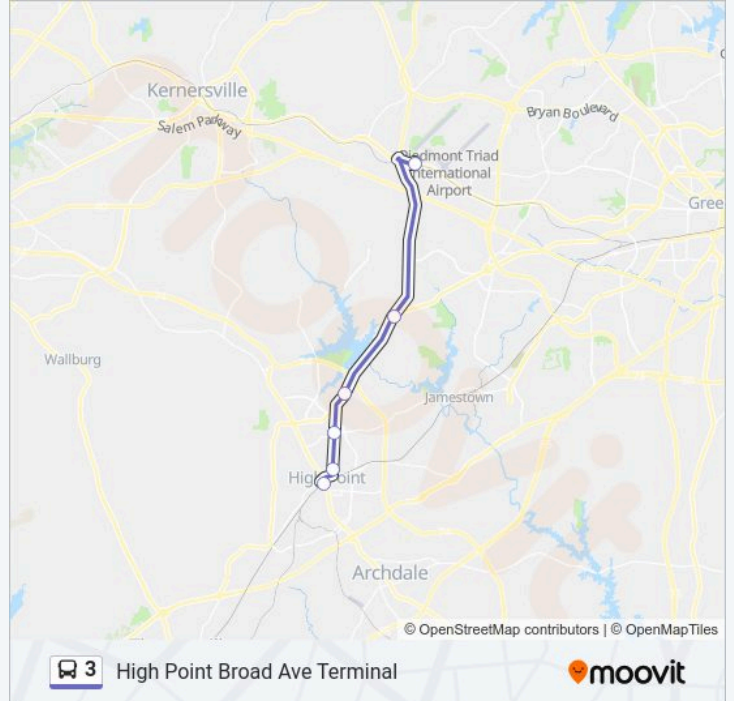 Kernersville
Salem Parkway
Bryan Boulevard
Piedmont Triad
International
Airport
Gree
Wallburg
Jamestown
High Point
Archdale
© OpenStreetMap contributors | © OpenMapTiles
3 High Point Broad Ave Terminal
moovit